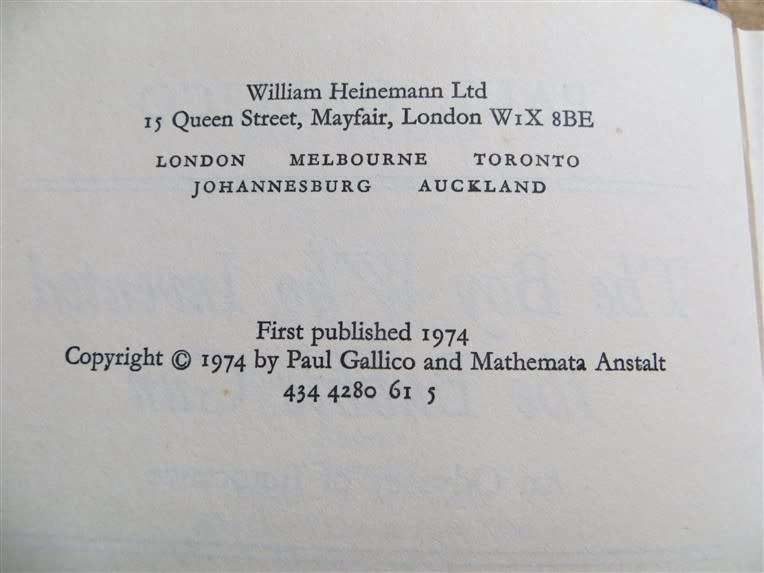 William Heinemann Ltd
15 Queen Street, Mayfair, London W1X 8BE
LONDON MELBOURNE TORONTO
JOHANNESBURG AUCKLAND
First published 1974
Copyright © 1974 by Paul Gallico and Mathemata Anstalt
434 4280 61 5